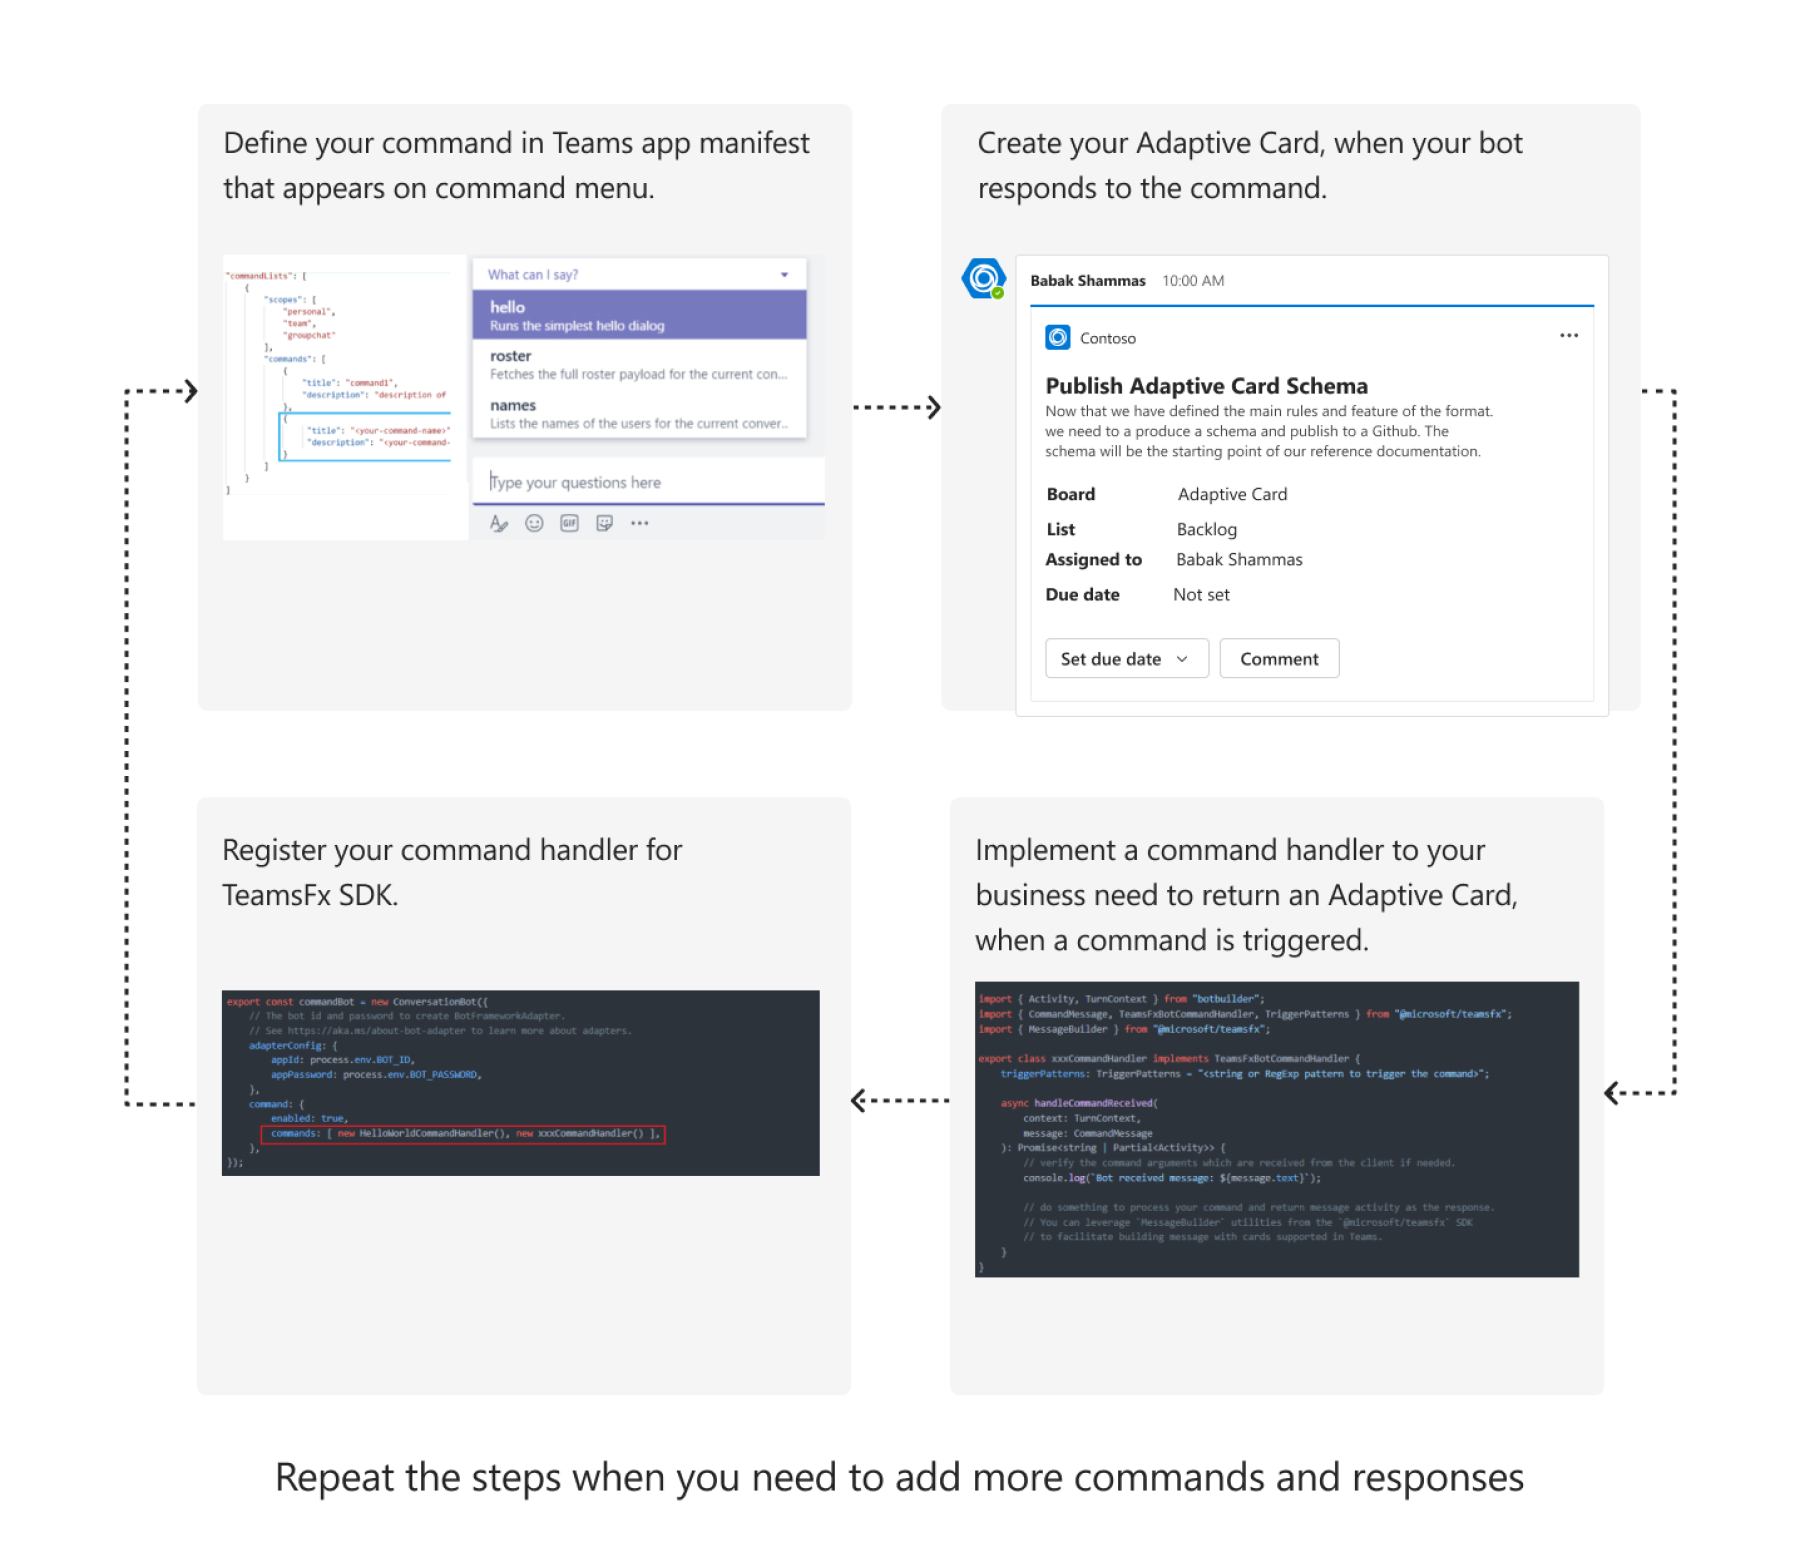 Define your command in Teams app manifest
that appears on command menu.
"commandLists": [
{
"scopes": [
"personal",
"team",
"groupchat"
],
"commands": [
{
"title": "command1",
"description": "description of
},
{
"title": "<your-command-name>"
"description": "<your-command-
}
]
}
]
What can I say?
hello
Runs the simplest hello dialog
roster
Fetches the full roster payload for the current con...
names
Lists the names of the users for the current conver..
Type your questions here
GIF
Create your Adaptive Card, when your bot
responds to the command.
Babak Shammas 10:00 AM
Contoso
Publish Adaptive Card Schema
Now that we have defined the main rules and feature of the format.
we need to a produce a schema and publish to a Github. The
schema will be the starting point of our reference documentation.
Board Adaptive Card
List Backlog
Assigned to Babak Shammas
Due date Not set
Set due date Comment
Register your command handler for
TeamsFx SDK.
export const commandBot = new ConversationBot({
// The bot id and password to create BotFrameworkAdapter.
// See https://aka.ms/about-bot-adapter to learn more about adapters.
adapterConfig: {
appId: process.env.BOT_ID,
appPassword: process.env.BOT_PASSWORD,
},
command: {
enabled: true,
commands: [ new HelloWorldCommandHandler(), new xxxCommandHandler() ],
},
});
Implement a command handler to your
business need to return an Adaptive Card,
when a command is triggered.
import { Activity, TurnContext } from "botbuilder";
import { CommandMessage, TeamsFxBotCommandHandler, TriggerPatterns } from "@microsoft/teamsfx";
import { MessageBuilder } from "@microsoft/teamsfx";
export class xxxCommandHandler implements TeamsFxBotCommandHandler {
triggerPatterns: TriggerPatterns = "<string or RegExp pattern to trigger the command>";
async handleCommandReceived(
context: TurnContext,
message: CommandMessage
): Promise<string | Partial<Activity>> {
// verify the command arguments which are received from the client if needed.
console.log(`Bot received message: ${message.text}`);
// do something to process your command and return message activity as the response.
// You can leverage `MessageBuilder` utilities from the `@microsoft/teamsfx` SDK
// to facilitate building message with cards supported in Teams.
}
}
Repeat the steps when you need to add more commands and responses